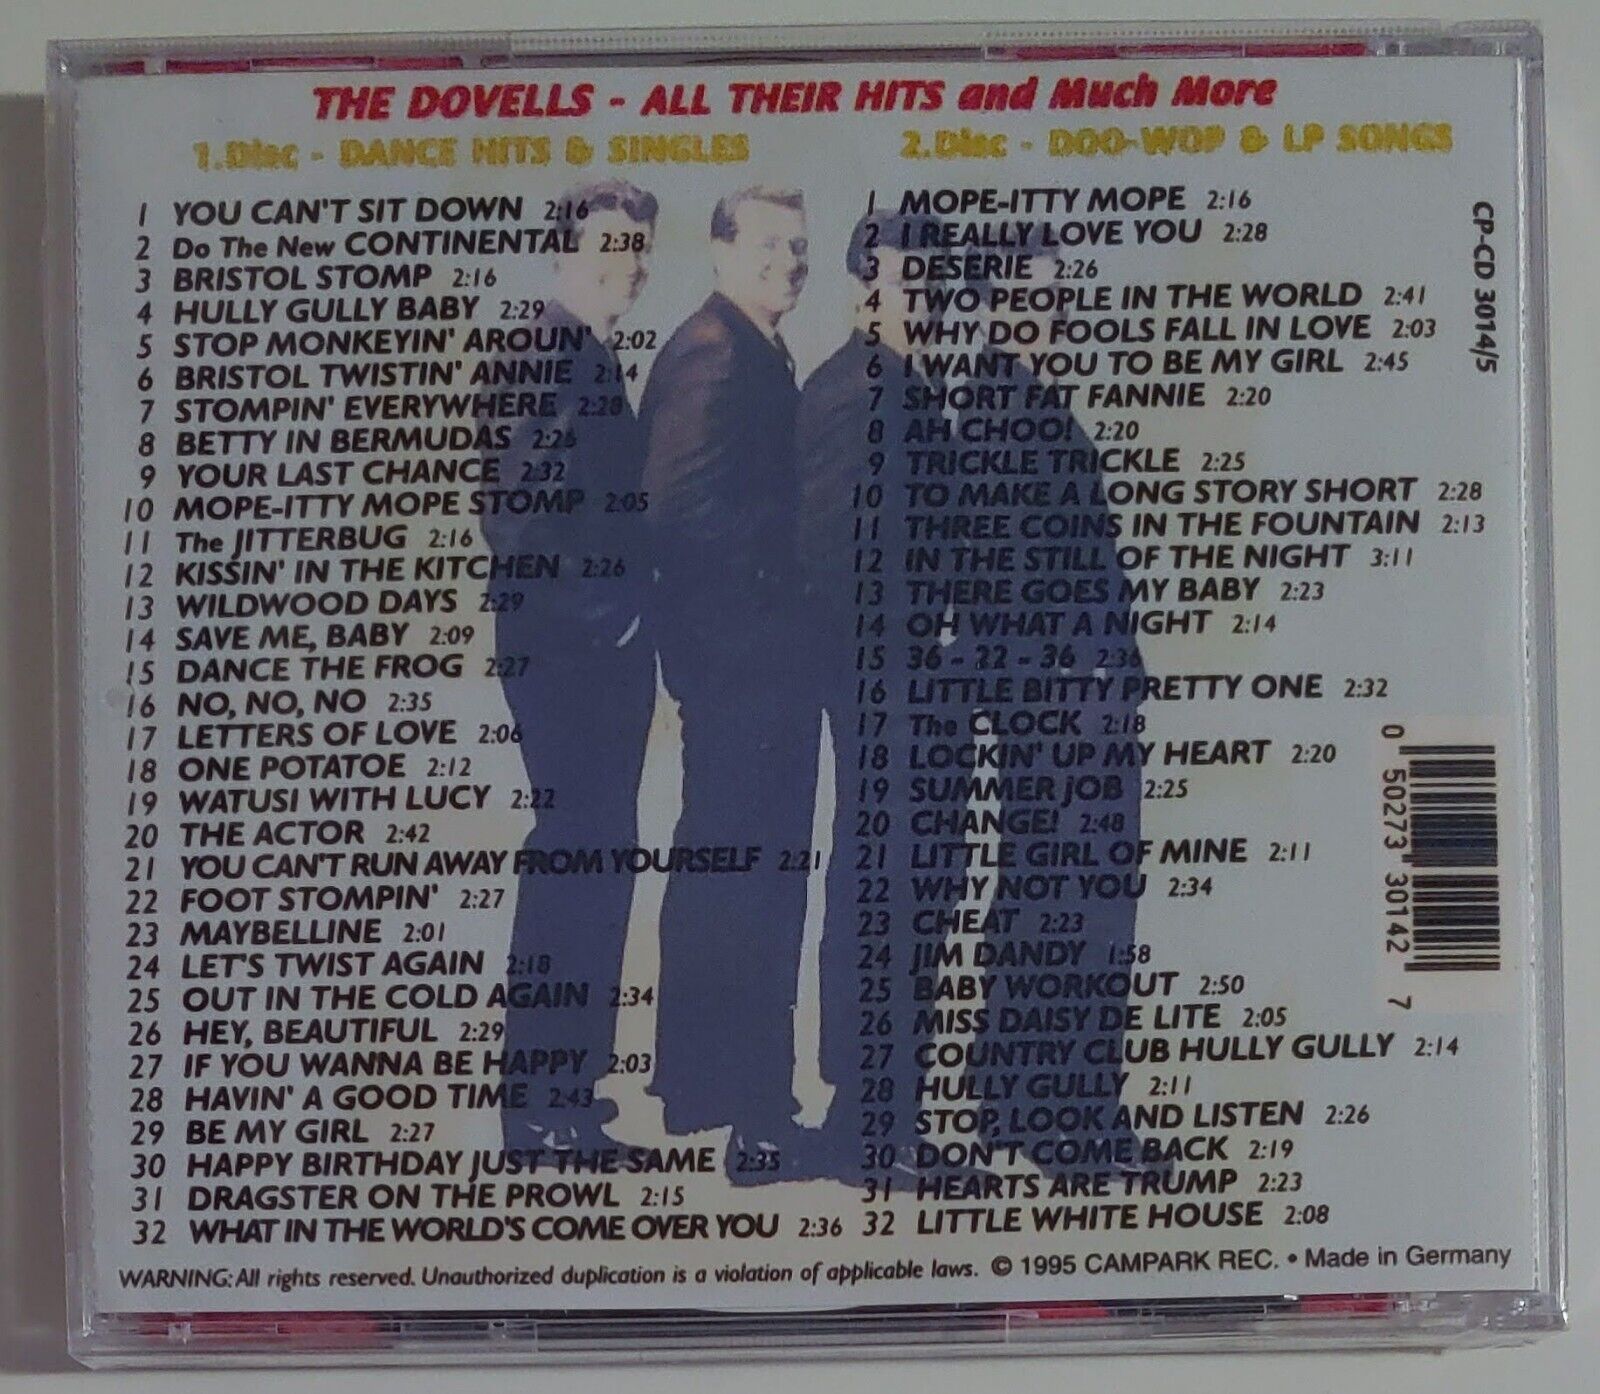 THE DOVELLS - ALL THEIR HITS and Much More
1.Disc - DANCE HITS & SINGLES
1 YOU CAN'T SIT DOWN 2:16
2 Do The New CONTINENTAL 2:38
3 BRISTOL STOMP 2:16
4 HULLY GULLY BABY 2:29
5 STOP MONKEYIN' AROUN' 2:02
6 BRISTOL TWISTIN' ANNIE 2:14
7 STOMPIN' EVERYWHERE 2:28
8 BETTY IN BERMUDAS 2:26
9 YOUR LAST CHANCE 2:32
10 MOPE-ITTY MOPE STOMP 2:05
11 The JITTERBUG 2:16
12 KISSIN' IN THE KITCHEN 2:26
13 WILDWOOD DAYS 2:29
14 SAVE ME, BABY 2:09
15 DANCE THE FROG 2:27
16 NO, NO, NO 2:35
17 LETTERS OF LOVE 2:06
18 ONE POTATOE 2:12
19 WATUSI WITH LUCY 2:22
20 THE ACTOR 2:42
21 YOU CAN'T RUN AWAY FROM YOURSELF 2:21
22 FOOT STOMPIN' 2:27
23 MAYBELLINE 2:01
24 LET'S TWIST AGAIN 2:18
25 OUT IN THE COLD AGAIN 2:34
26 HEY, BEAUTIFUL 2:29
27 IF YOU WANNA BE HAPPY 2:03
28 HAVIN' A GOOD TIME 2:43
29 BE MY GIRL 2:27
30 HAPPY BIRTHDAY JUST THE SAME 2:35
31 DRAGSTER ON THE PROWL 2:15
32 WHAT IN THE WORLD'S COME OVER YOU 2:36
2.Disc - DOO-WOP & LP SONGS
1 MOPE-ITTY MOPE 2:16
2 I REALLY LOVE YOU 2:28
3 DESERIE 2:26
4 TWO PEOPLE IN THE WORLD 2:41
5 WHY DO FOOLS FALL IN LOVE 2:03
6 I WANT YOU TO BE MY GIRL 2:45
7 SHORT FAT FANNIE 2:20
8 AH CHOO! 2:20
9 TRICKLE TRICKLE 2:25
10 TO MAKE A LONG STORY SHORT 2:28
11 THREE COINS IN THE FOUNTAIN 2:13
12 IN THE STILL OF THE NIGHT 3:11
13 THERE GOES MY BABY 2:23
14 OH WHAT A NIGHT 2:14
15 36 - 22 - 36 2:36
16 LITTLE BITTY PRETTY ONE 2:32
17 The CLOCK 2:18
18 LOCKIN' UP MY HEART 2:20
19 SUMMER JOB 2:25
20 CHANGE! 2:48
21 LITTLE GIRL OF MINE 2:11
22 WHY NOT YOU 2:34
23 CHEAT 2:23
24 JIM DANDY 1:58
25 BABY WORKOUT 2:50
26 MISS DAISY DE LITE 2:05
27 COUNTRY CLUB HULLY GULLY 2:14
28 HULLY GULLY 2:11
29 STOP, LOOK AND LISTEN 2:26
30 DON'T COME BACK 2:19
31 HEARTS ARE TRUMP 2:23
32 LITTLE WHITE HOUSE 2:08
CP-CD 3014/5
0 50273 30142 7
WARNING: All rights reserved. Unauthorized duplication is a violation of applicable laws. © 1995 CAMPARK REC. • Made in Germany